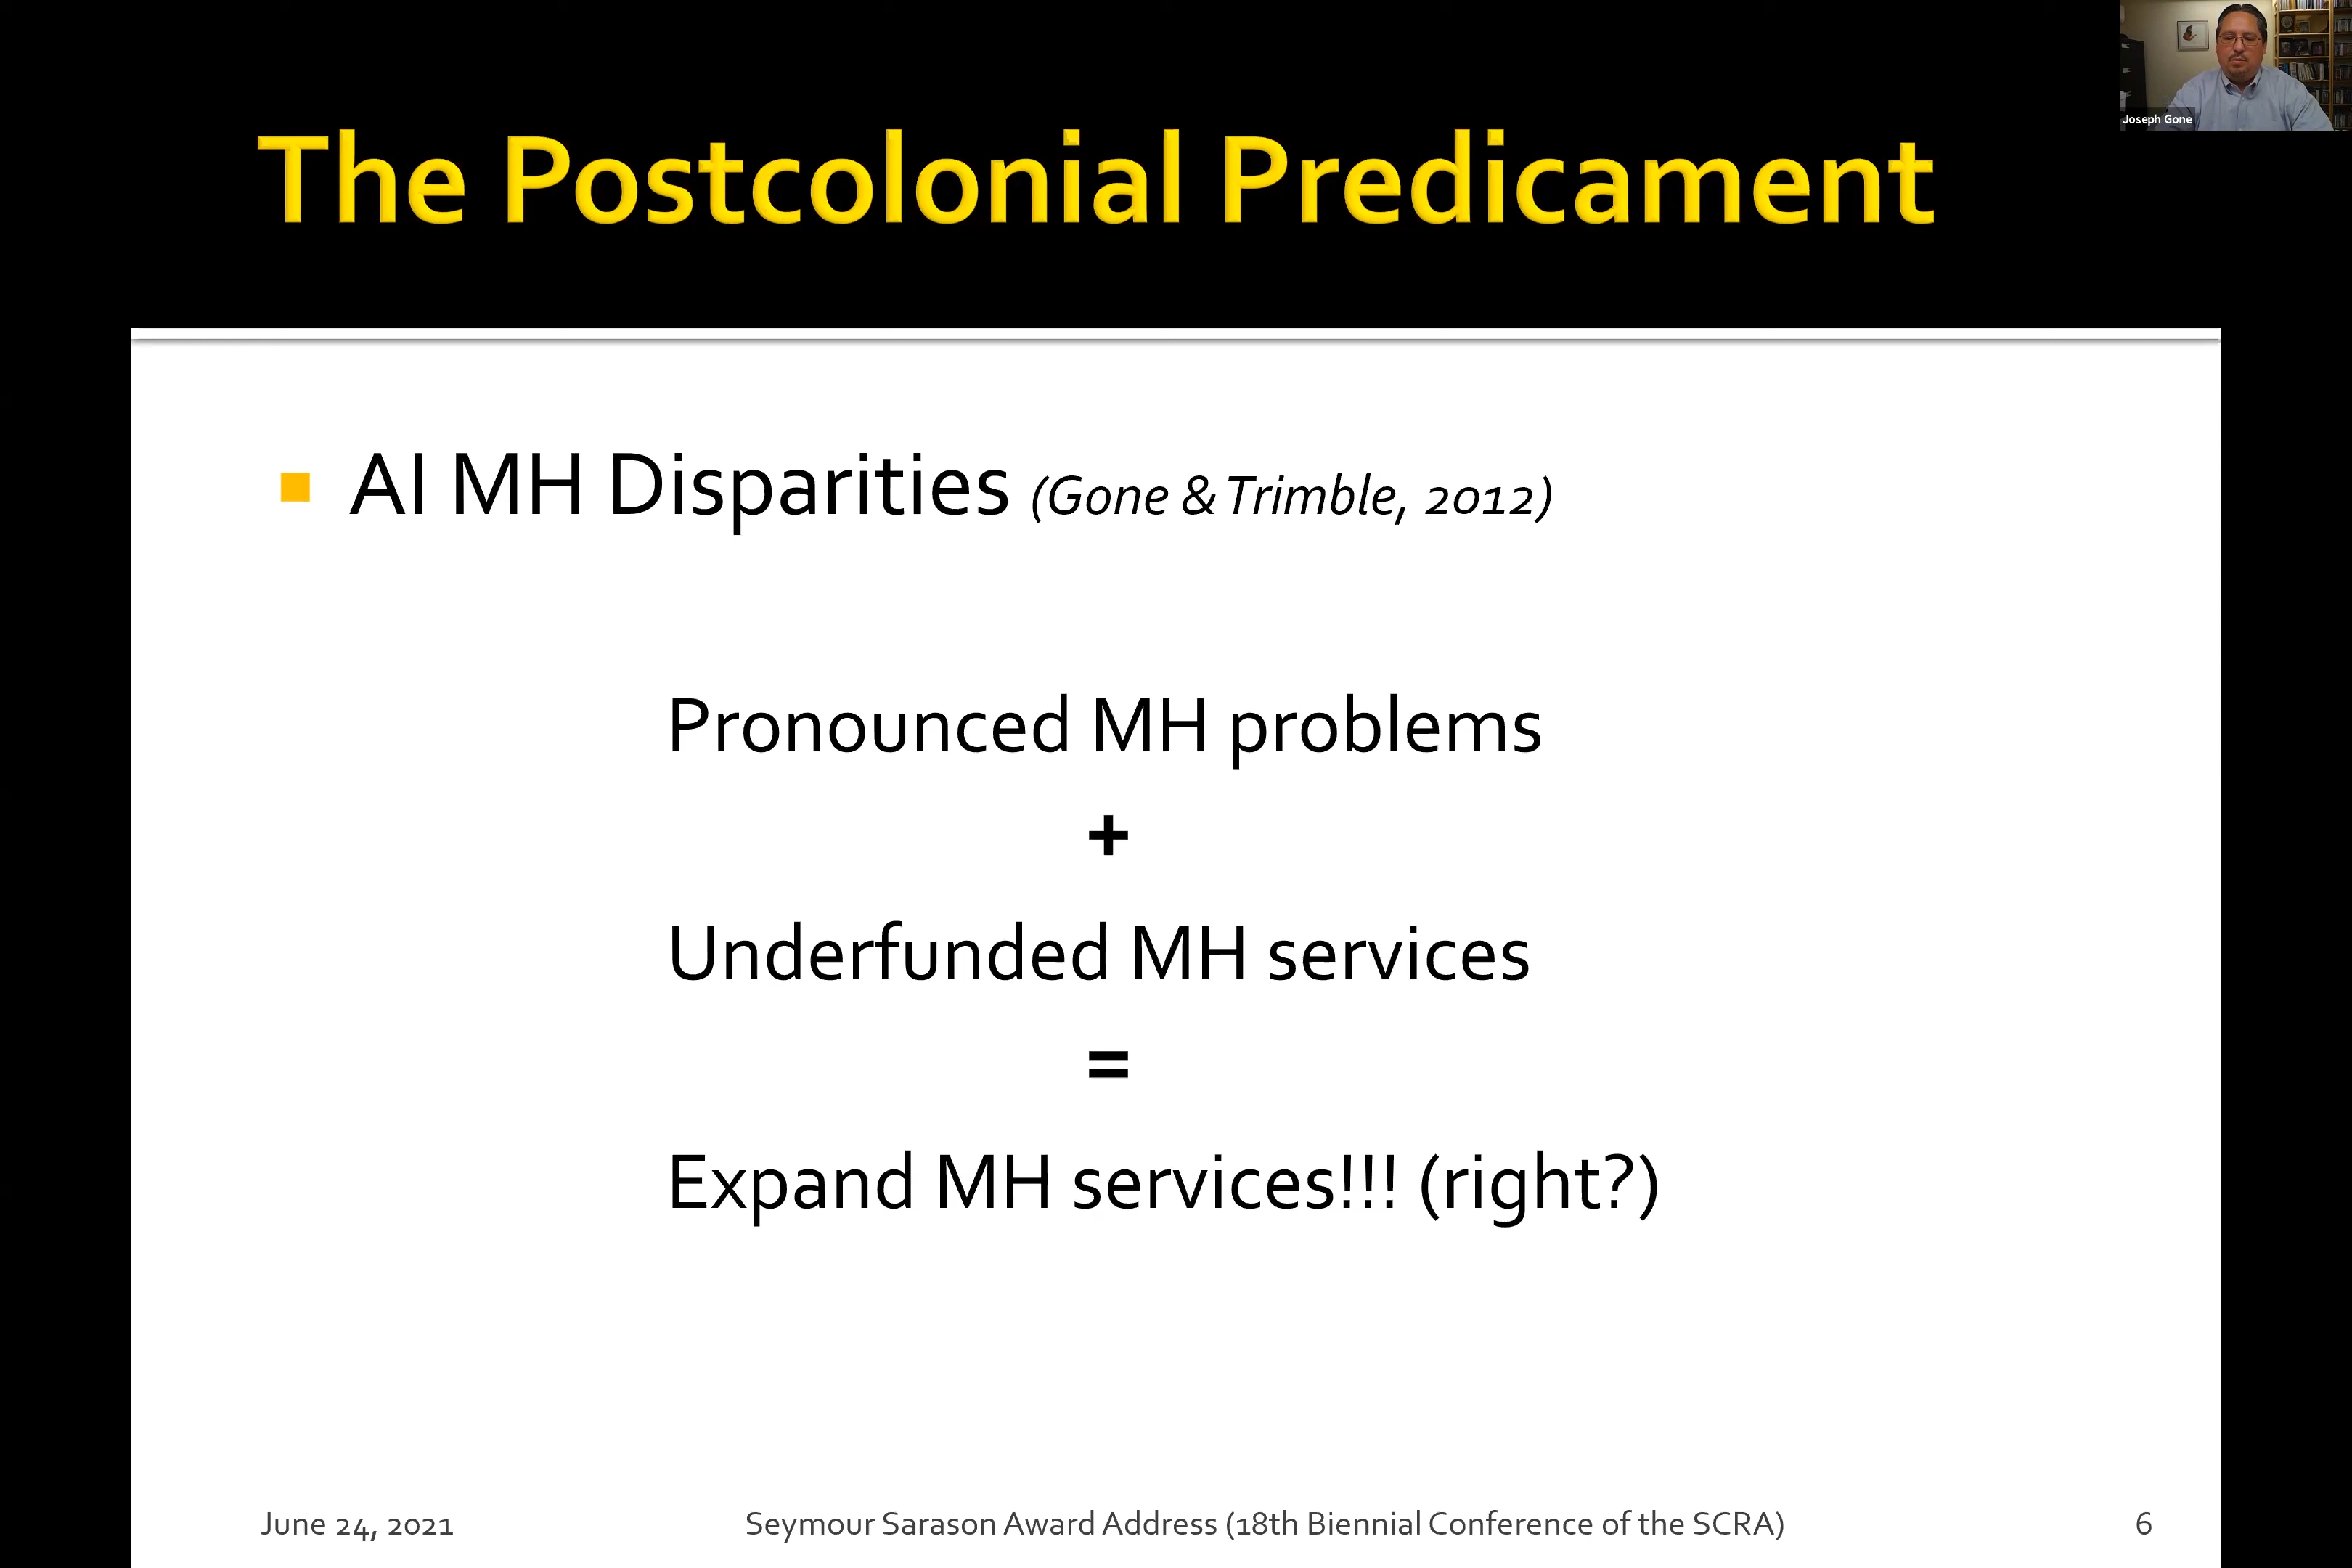 Joseph Gone
The Postcolonial Predicament
AI MH Disparities (Gone & Trimble, 2012)
Pronounced MH problems
+
Underfunded MH services
=
Expand MH services!!! (right?)
June 24, 2021 Seymour Sarason Award Address (18th Biennial Conference of the SCRA) 6